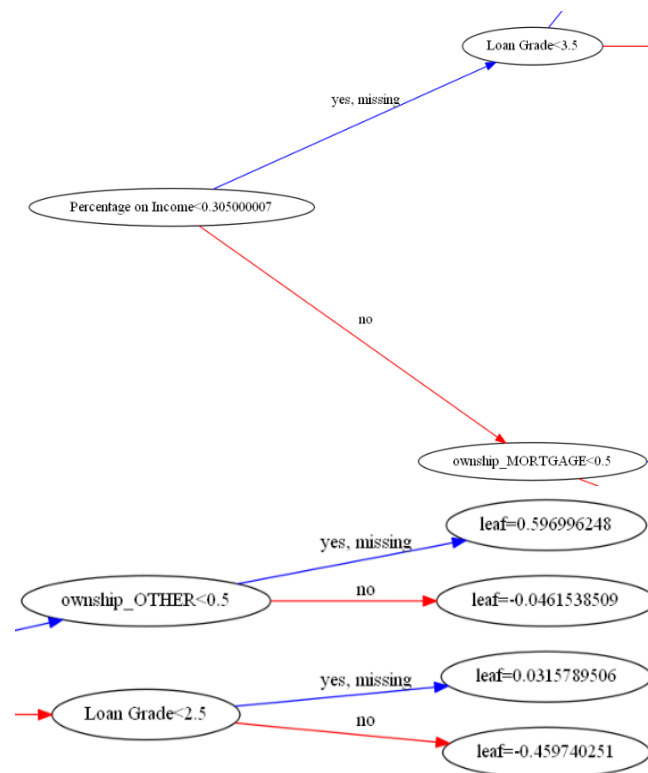 Loan Grade<3.5
yes, missing
Percentage on Income<0.305000007
no
ownship_MORTGAGE<0.5
leaf=0.596996248
yes, missing
ownship_OTHER<0.5
no
leaf=-0.0461538509
yes, missing
leaf=0.0315789506
Loan Grade<2.5
no
leaf=-0.459740251